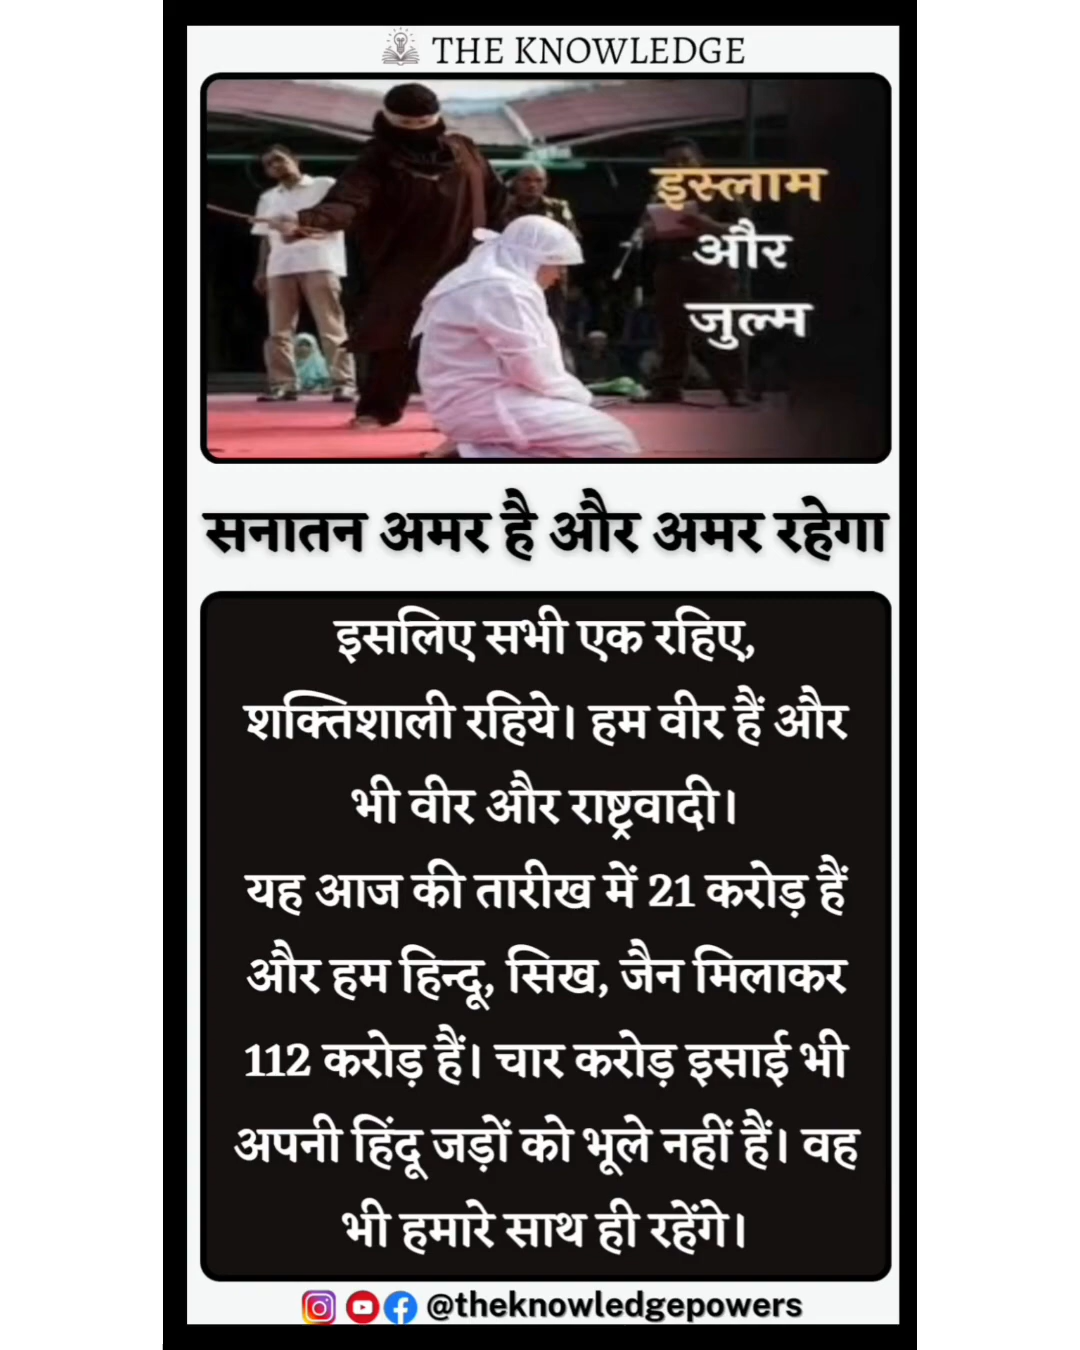 THE KNOWLEDGE
इस्लाम
और
जुल्म
सनातन अमर है और अमर रहेगा
इसलिए सभी एक रहिए,
शक्तिशाली रहिये। हम वीर हैं और
भी वीर और राष्ट्रवादी।
यह आज की तारीख में 21 करोड़ हैं
और हम हिन्दू, सिख, जैन मिलाकर
112 करोड़ हैं। चार करोड़ इसाई भी
अपनी हिंदू जड़ों को भूले नहीं हैं। वह
भी हमारे साथ ही रहेंगे।
@theknowledgepowers